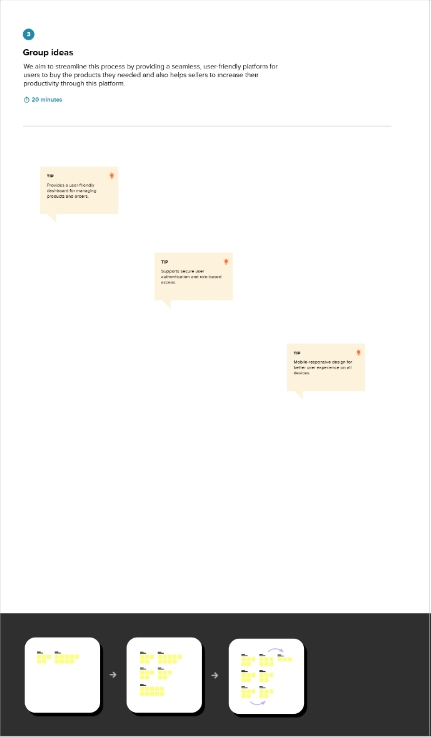 3
Group ideas
We aim to streamline this process by providing a seamless, user-friendly platform for
users to buy the products they needed and also helps sellers to increase their
productivity through this platform.
20 minutes
TIP
Provides a user-friendly
dashboard for managing
products and orders.
TIP
Supports secure user
authentication and role-based
access.
TIP
Mobile-responsive design for
better user experience on all
devices.